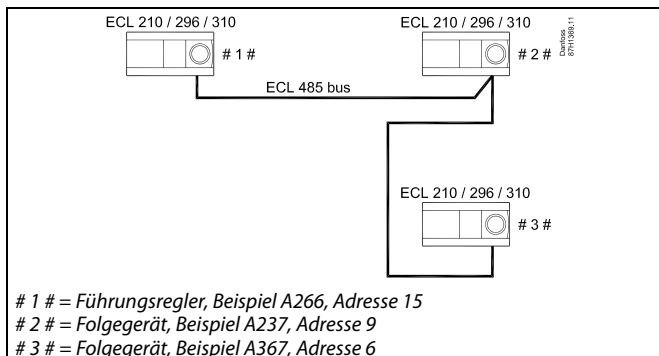 ECL 210 / 296 / 310
# 1 #
ECL 210 / 296 / 310
# 2 #
Danfoss
87H1369.11
ECL 485 bus
ECL 210 / 296 / 310
# 3 #
# 1 # = Führungsregler, Beispiel A266, Adresse 15
# 2 # = Folgegerät, Beispiel A237, Adresse 9
# 3 # = Folgegerät, Beispiel A367, Adresse 6